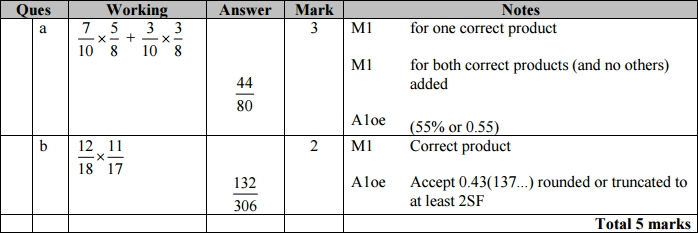 Ques Working Answer Mark Notes
a 7/10 × 5/8 + 3/10 × 3/8 3 M1 for one correct product
M1 for both correct products (and no others)
added
44/80
A1oe (55% or 0.55)
b 12/18 × 11/17 2 M1 Correct product
132/306 A1oe Accept 0.43(137...) rounded or truncated to
at least 2SF
Total 5 marks